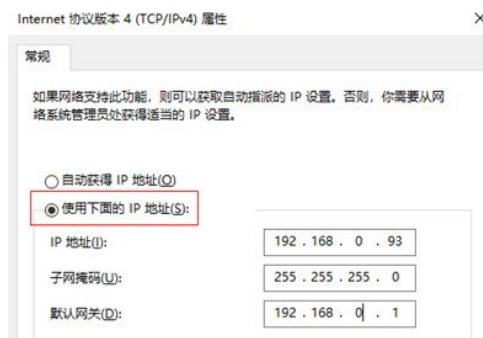 Internet 协议版本 4 (TCP/IPv4) 属性
常规
如果网络支持此功能，则可以获取自动指派的 IP 设置。否则，你需要从网
络系统管理员处获得适当的 IP 设置。
自动获得 IP 地址(O)
使用下面的 IP 地址(S):
IP 地址(I): 192 . 168 . 0 . 93
子网掩码(U): 255 . 255 . 255 . 0
默认网关(D): 192 . 168 . 0 . 1